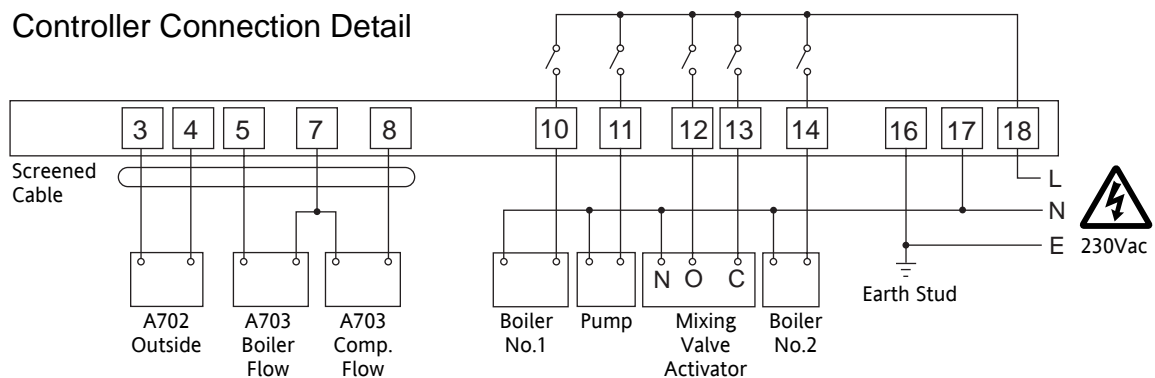 Controller Connection Detail
3 4 5 7 8 10 11 12 13 14 16 17 18
Screened
Cable
L
N
E
230Vac
N O C
Earth Stud
A702
Outside
A703
Boiler
Flow
A703
Comp.
Flow
Boiler
No.1
Pump
Mixing
Valve
Activator
Boiler
No.2